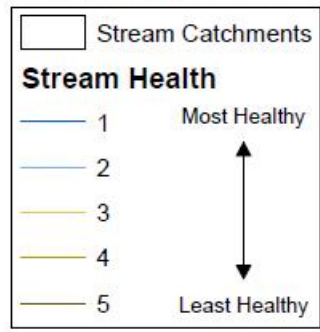 Stream Catchments
Stream Health
1 Most Healthy
2
3
4
5 Least Healthy